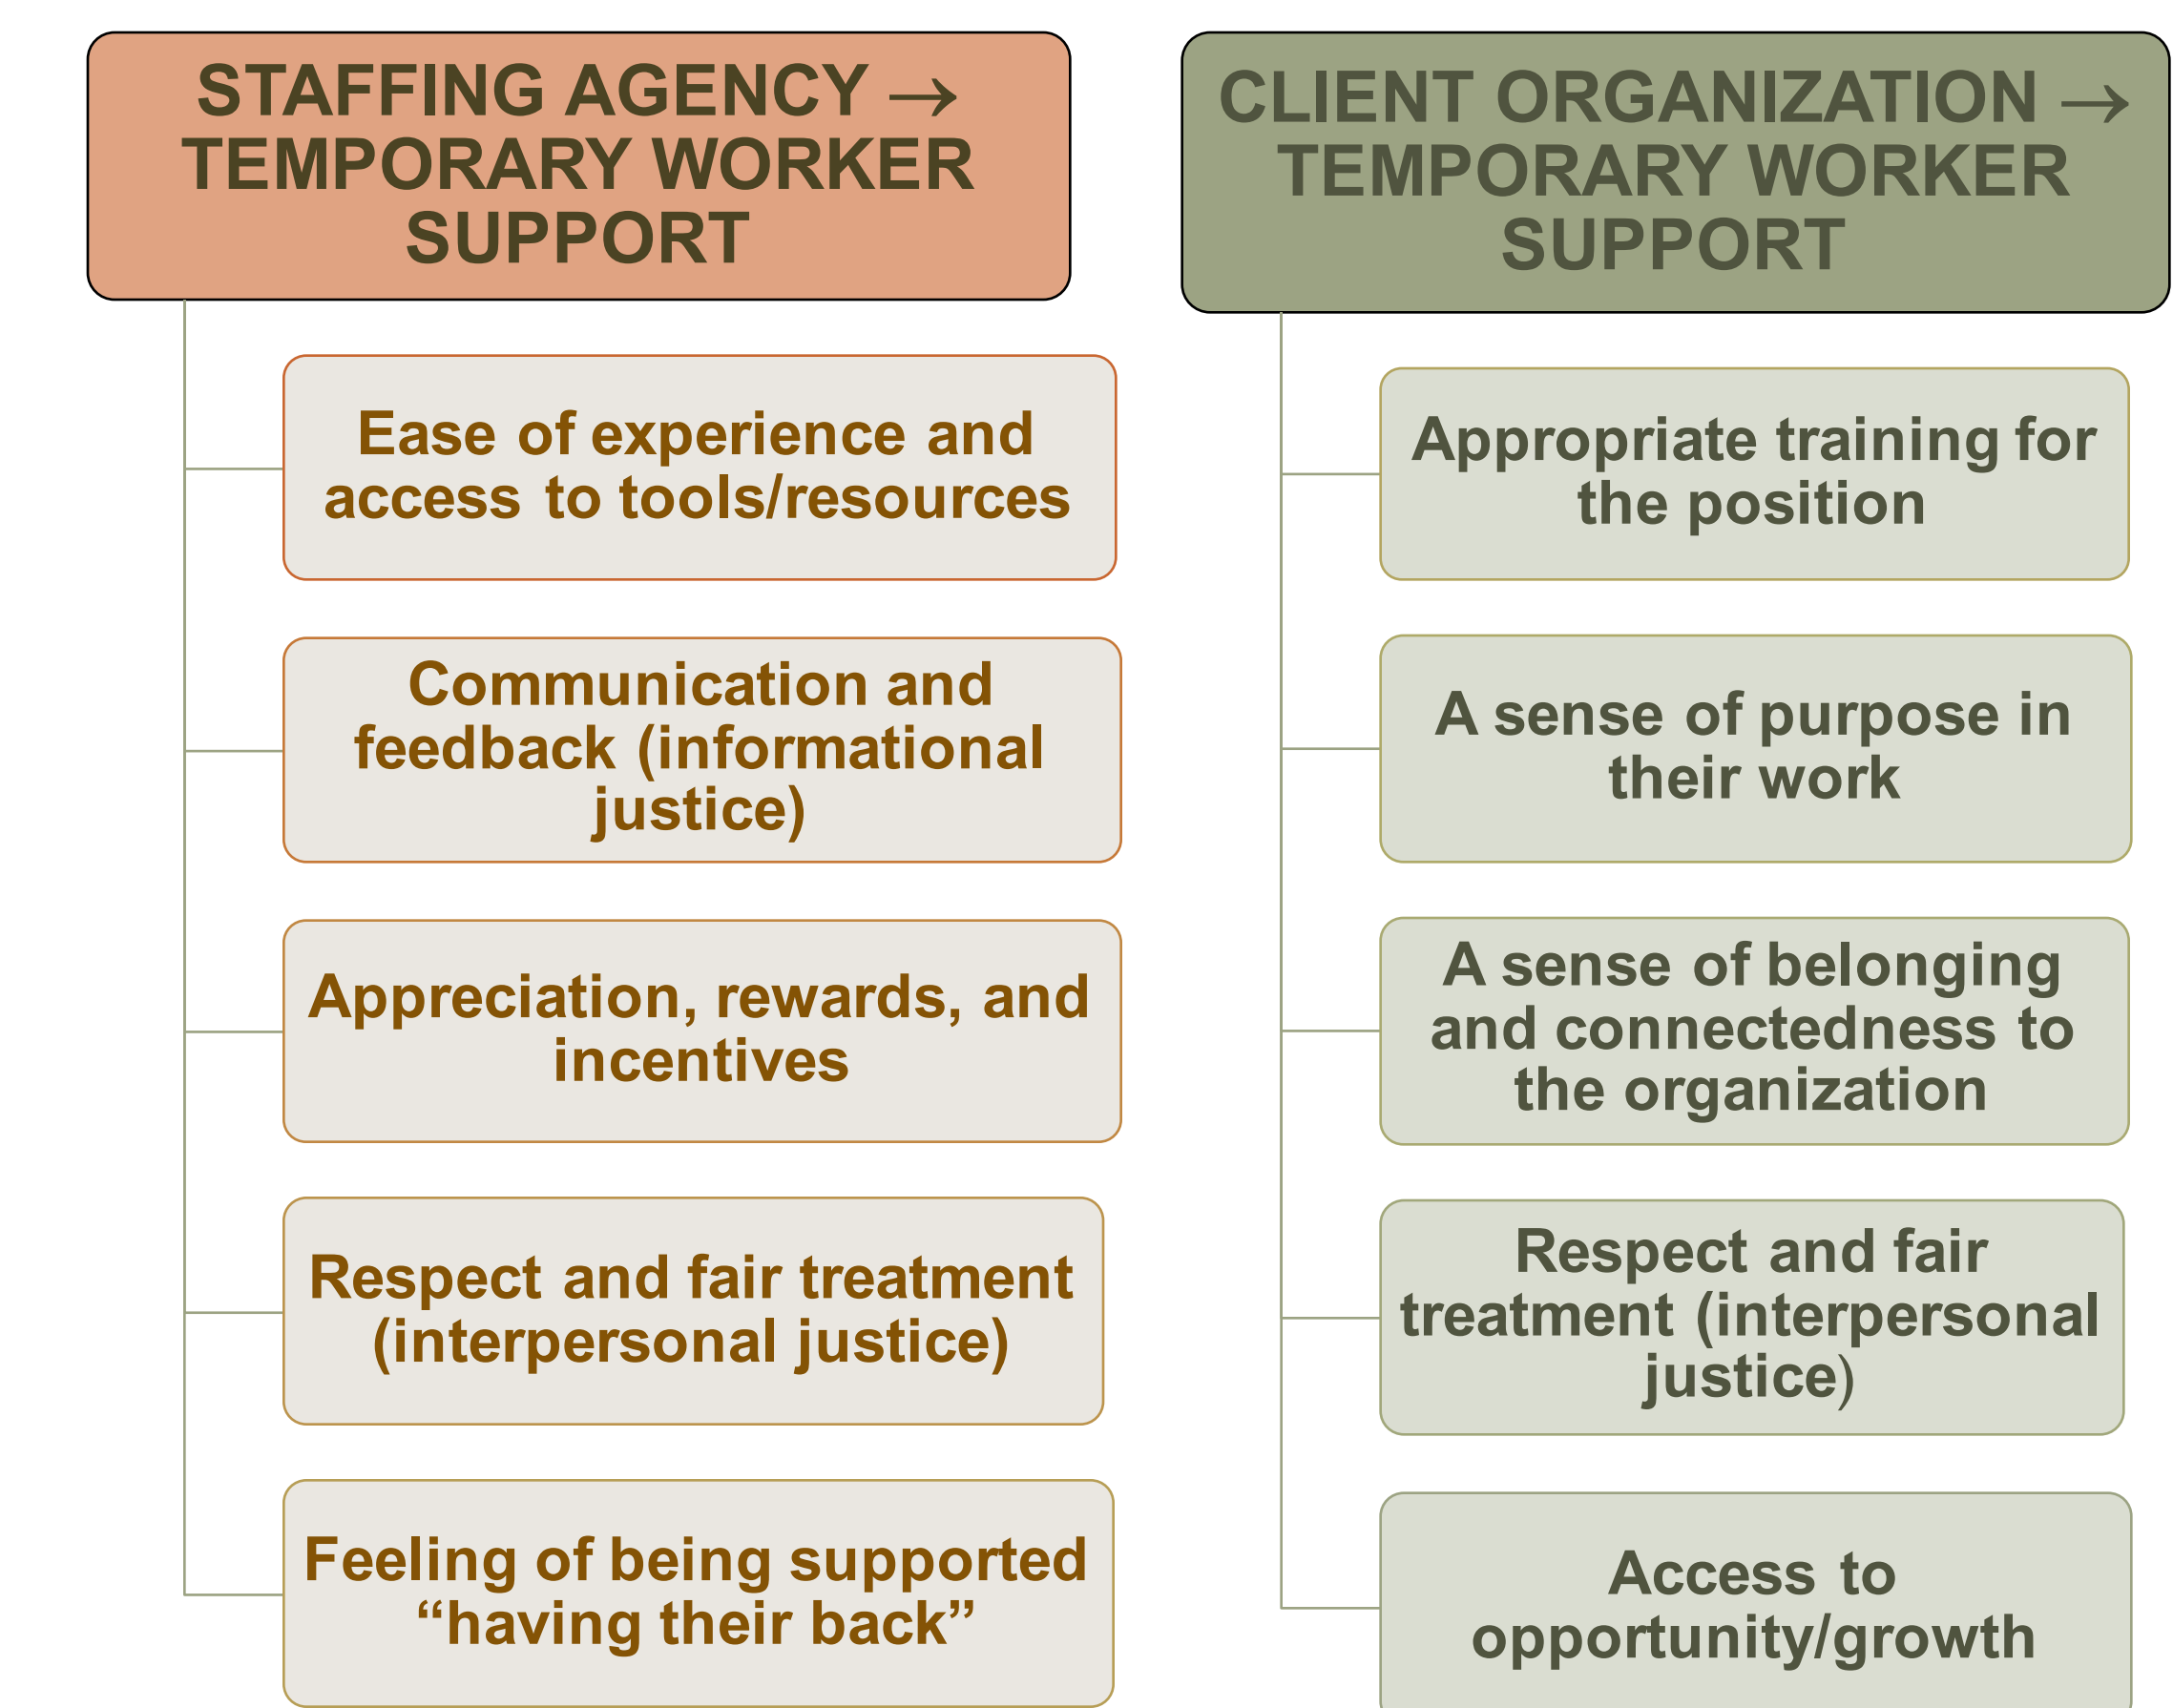 STAFFING AGENCY →
TEMPORARY WORKER
SUPPORT
Ease of experience and
access to tools/resources
Communication and
feedback (informational
justice)
Appreciation, rewards, and
incentives
Respect and fair treatment
(interpersonal justice)
Feeling of being supported
“having their back”
CLIENT ORGANIZATION →
TEMPORARY WORKER
SUPPORT
Appropriate training for
the position
A sense of purpose in
their work
A sense of belonging
and connectedness to
the organization
Respect and fair
treatment (interpersonal
justice)
Access to
opportunity/growth